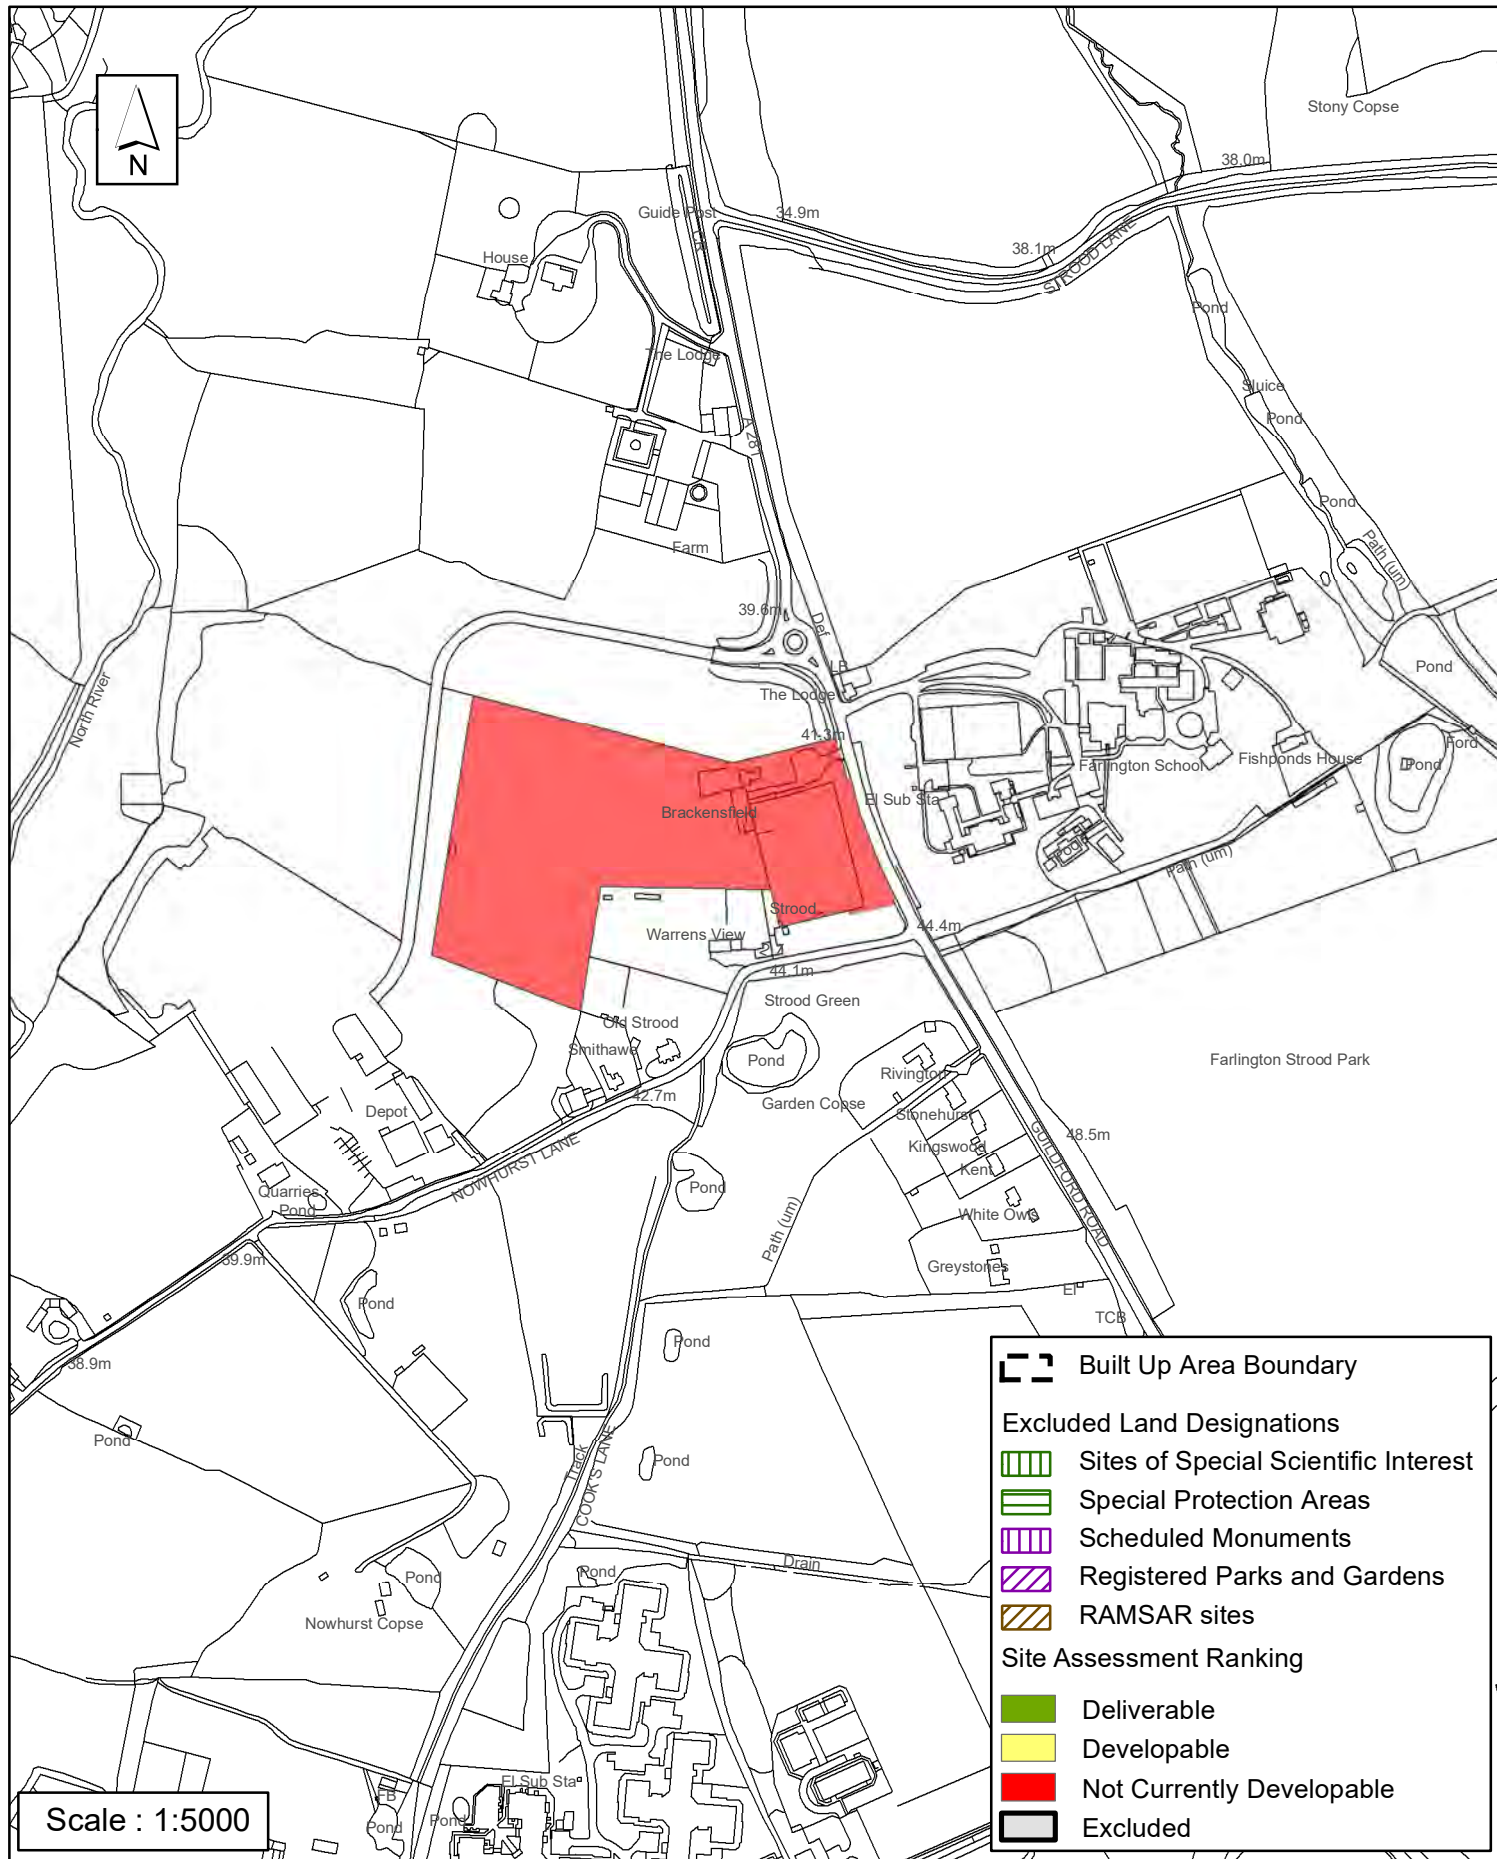 N
Stony Copse
38.0m
Guide Post
34.9m
CR
38.1m
STROOD LANE
House
Pond
The Lodge
Sluice
Pond
A 281
Pond
Farm
Path (um)
39.6m
Def
LB
The Lodge
Pond
North River
41.3m
Ford
Farlington School
Fishponds House
Pond
El Sub Sta
Brackensfield
Path (um)
Strood
Warrens View
44.4m
44.1m
Strood Green
Old Strood
Smithawe
Pond
Farlington Strood Park
Rivington
42.7m
Garden Copse
Depot
Stonehurst
GUILDFORD ROAD
48.5m
Kingswood
NOWHURST LANE
Kent
Quarries
Pond
Pond
White Owls
Path (um)
39.9m
Greystones
El
Pond
TCB
Pond
38.9m
Pond
Track
COOK'S LANE
Pond
Drain
Pond
Pond
Nowhurst Copse
El Sub Sta
FB
Pond
Pond
Scale : 1:5000
Built Up Area Boundary
Excluded Land Designations
Sites of Special Scientific Interest
Special Protection Areas
Scheduled Monuments
Registered Parks and Gardens
RAMSAR sites
Site Assessment Ranking
Deliverable
Developable
Not Currently Developable
Excluded